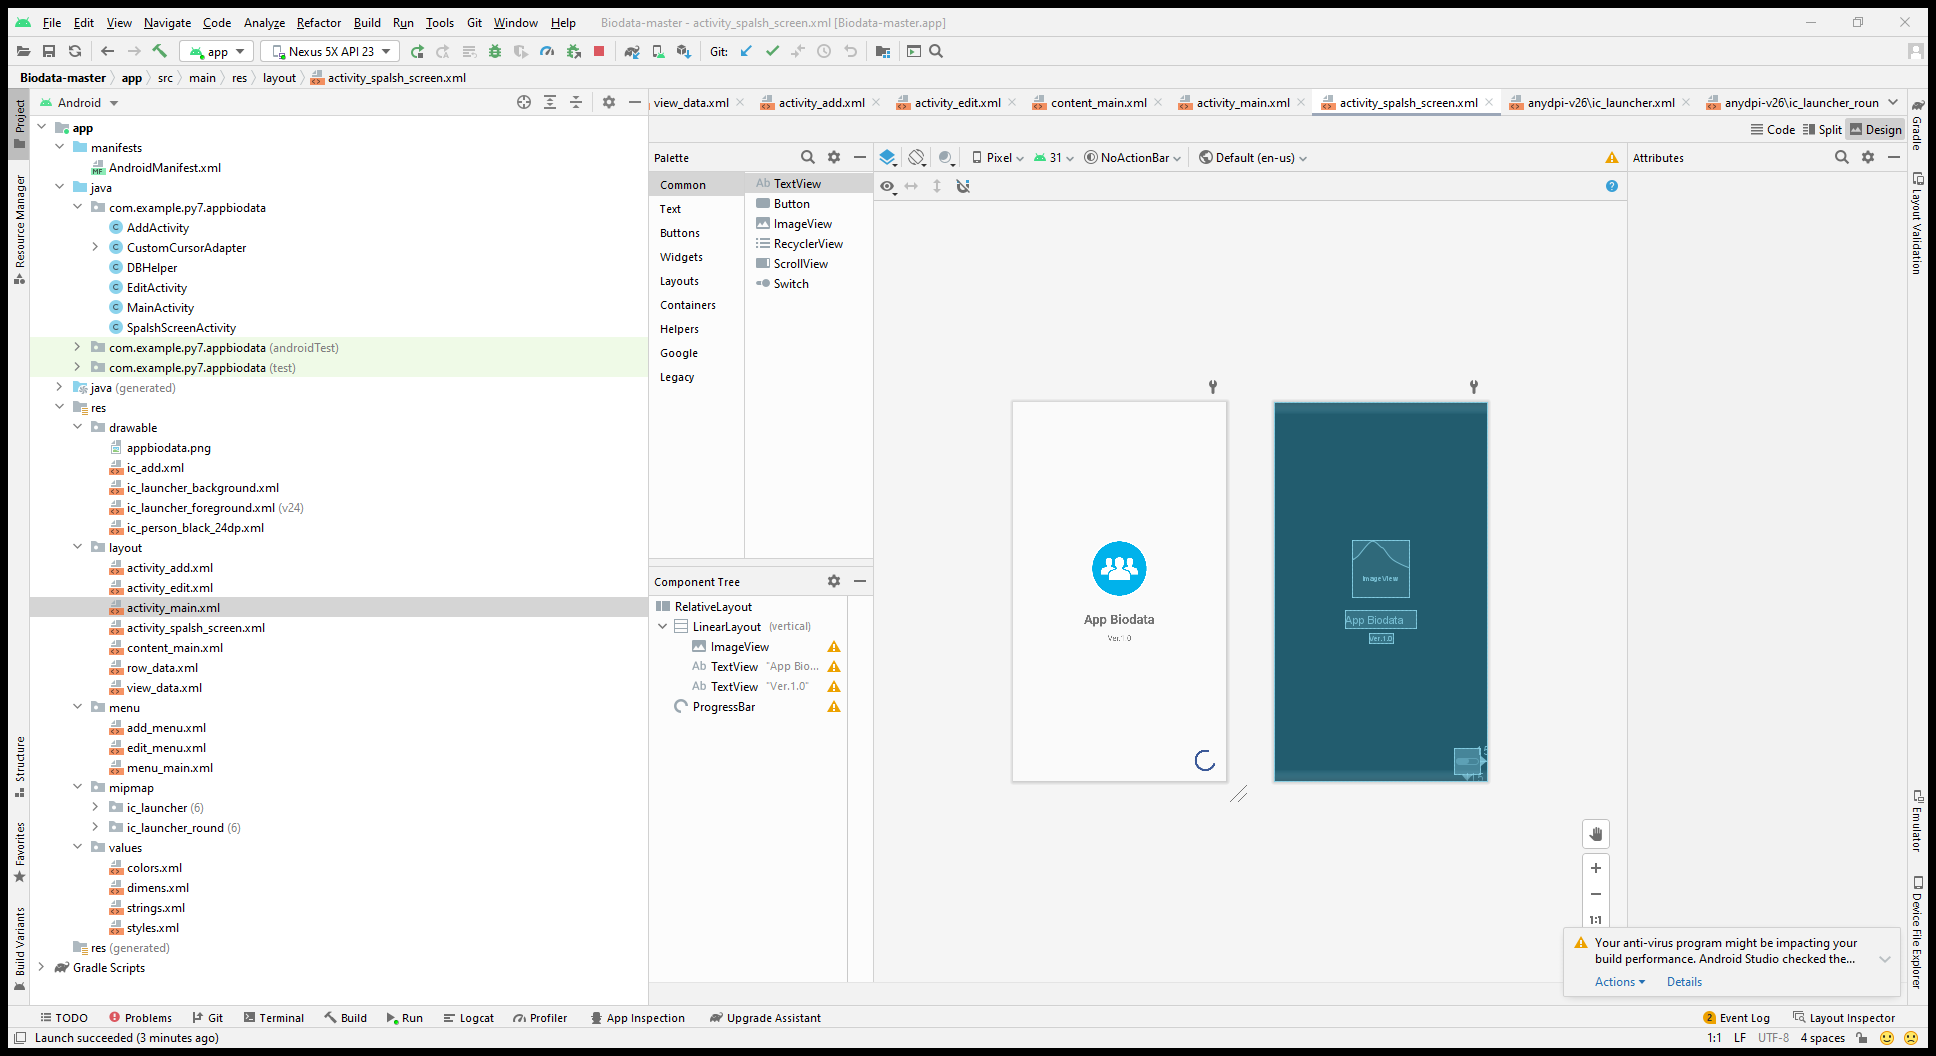 File Edit View Navigate Code Analyze Refactor Build Run Tools Git Window Help Biodata-master - activity_spalsh_screen.xml [Biodata-master.app]
app Nexus 5X API 23 Git:
Biodata-master app src main res layout activity_spalsh_screen.xml
Project
Resource Manager
Structure
Favorites
Build Variants
Android
app
manifests
AndroidManifest.xml
java
com.example.py7.appbiodata
AddActivity
CustomCursorAdapter
DBHelper
EditActivity
MainActivity
SpalshScreenActivity
com.example.py7.appbiodata (androidTest)
com.example.py7.appbiodata (test)
java (generated)
res
drawable
appbiodata.png
ic_add.xml
ic_launcher_background.xml
ic_launcher_foreground.xml (v24)
ic_person_black_24dp.xml
layout
activity_add.xml
activity_edit.xml
activity_main.xml
activity_spalsh_screen.xml
content_main.xml
row_data.xml
view_data.xml
menu
add_menu.xml
edit_menu.xml
menu_main.xml
mipmap
ic_launcher (6)
ic_launcher_round (6)
values
colors.xml
dimens.xml
strings.xml
styles.xml
res (generated)
Gradle Scripts
view_data.xml activity_add.xml activity_edit.xml content_main.xml activity_main.xml activity_spalsh_screen.xml anydpi-v26\ic_launcher.xml anydpi-v26\ic_launcher_roun
Code Split Design
Palette
Common
Text
Buttons
Widgets
Layouts
Containers
Helpers
Google
Legacy
Ab TextView
Button
ImageView
RecyclerView
ScrollView
Switch
Component Tree
RelativeLayout
LinearLayout (vertical)
ImageView
Ab TextView "App Bio...
Ab TextView "Ver.1.0"
ProgressBar
Pixel 31 NoActionBar Default (en-us)
App Biodata
Ver.1.0
ImageView
App Biodata
Ver.1.0
15
15
1:1
Attributes
Gradle
Layout Validation
Emulator
Device File Explorer
Your anti-virus program might be impacting your
build performance. Android Studio checked the...
Actions Details
TODO Problems Git Terminal Build Run Logcat Profiler App Inspection Upgrade Assistant 2 Event Log Layout Inspector
Launch succeeded (3 minutes ago) 1:1 LF UTF-8 4 spaces